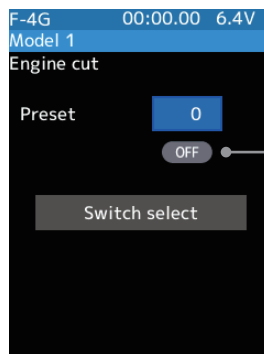 F-4G 00:00.00 6.4V
Model 1
Engine cut
Preset 0
OFF
Switch select